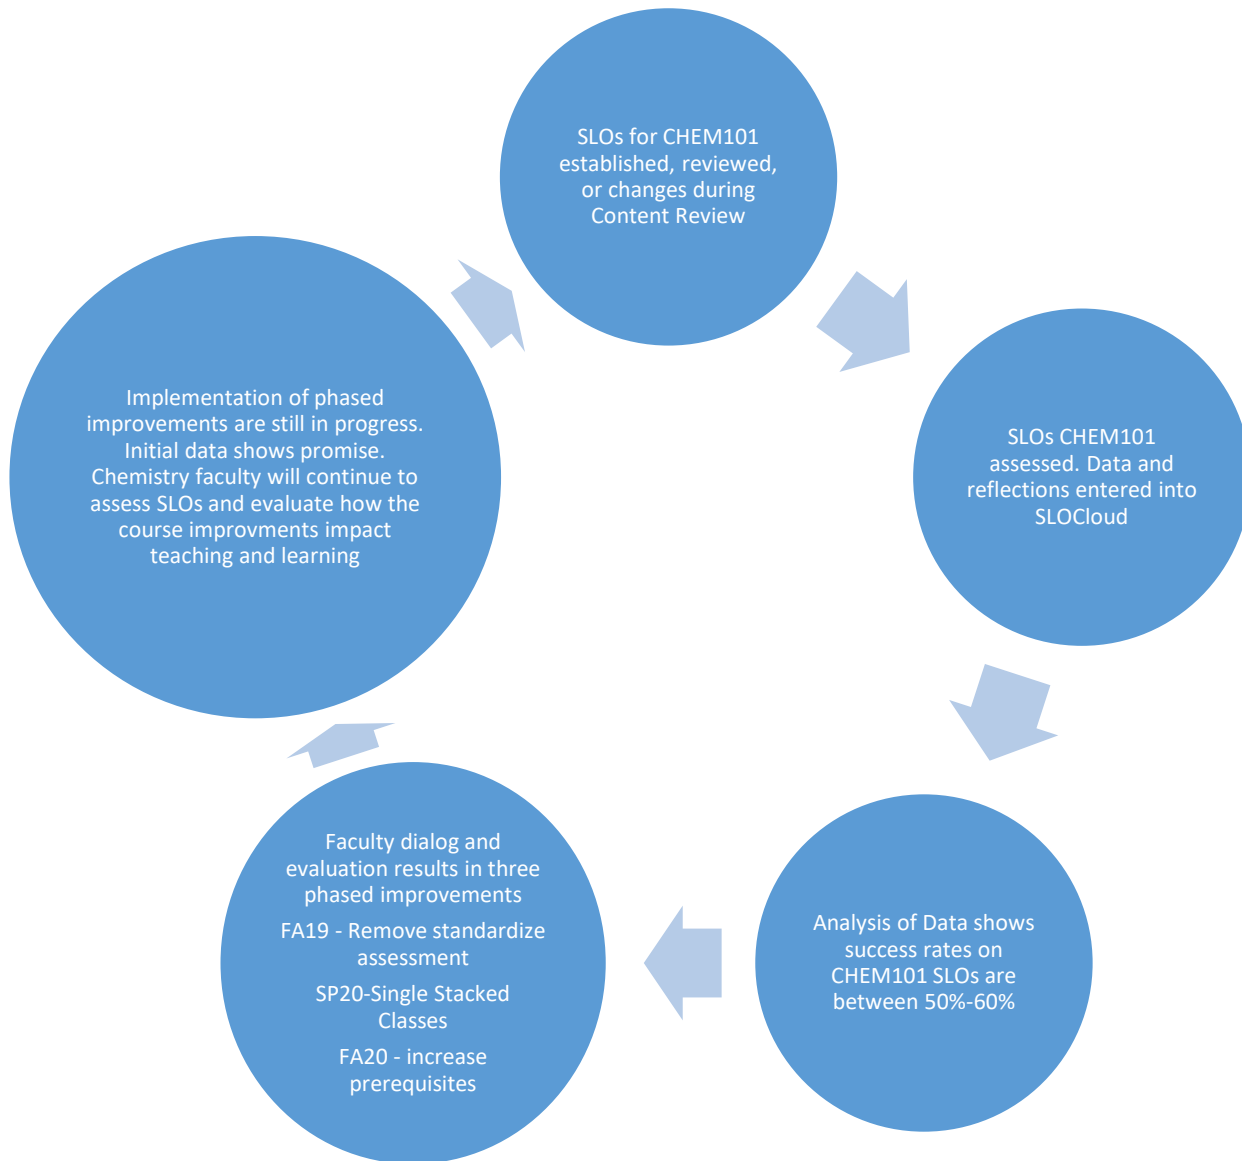 SLOs for CHEM101
established, reviewed,
or changes during
Content Review
SLOs CHEM101
assessed. Data and
reflections entered into
SLOCloud
Analysis of Data shows
success rates on
CHEM101 SLOs are
between 50%-60%
Faculty dialog and
evaluation results in three
phased improvements
FA19 - Remove standardize
assessment
SP20-Single Stacked
Classes
FA20 - increase
prerequisites
Implementation of phased
improvements are still in progress.
Initial data shows promise.
Chemistry faculty will continue to
assess SLOs and evaluate how the
course improvments impact
teaching and learning